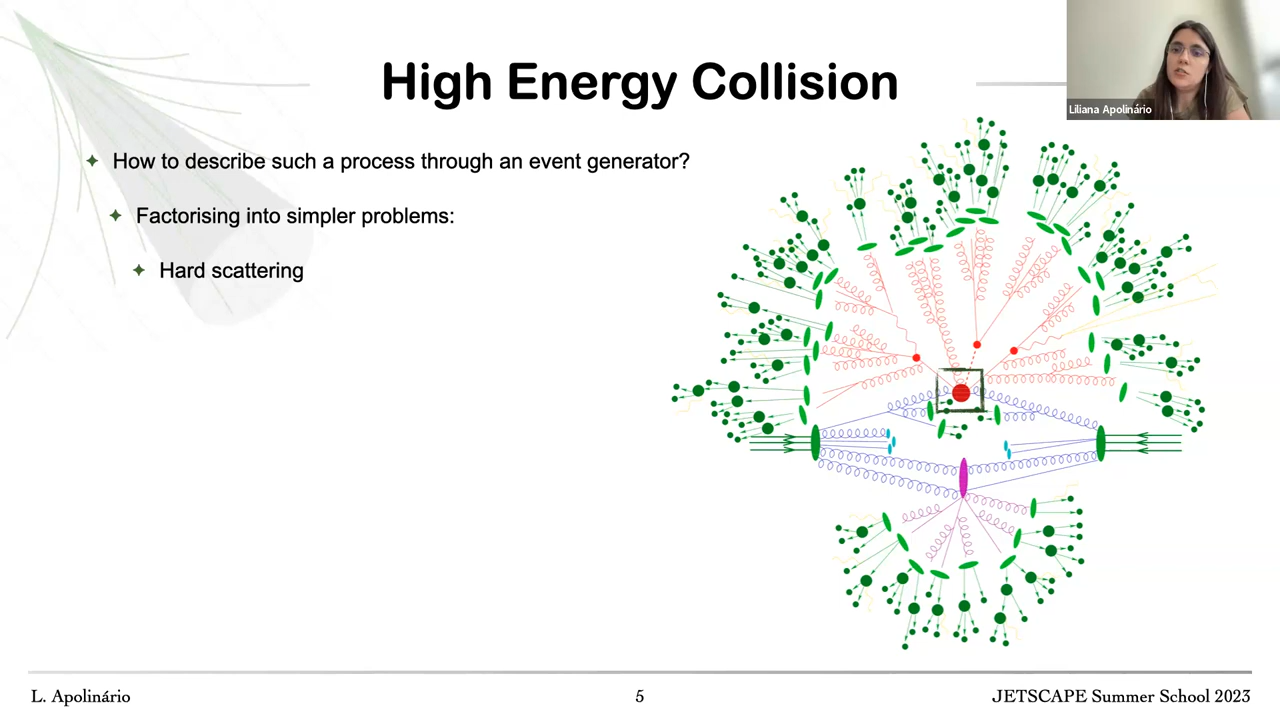 High Energy Collision
Liliana Apolinário
How to describe such a process through an event generator?
Factorising into simpler problems:
Hard scattering
L. Apolinário
5
JETSCAPE Summer School 2023